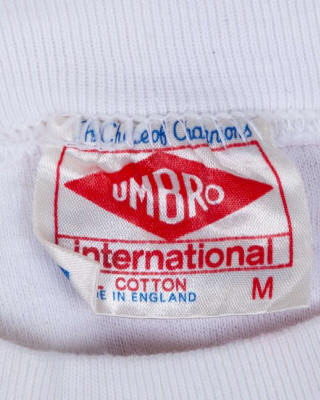 The Choice of Champions
UMBRO
international
COTTON
E IN ENGLAND
M